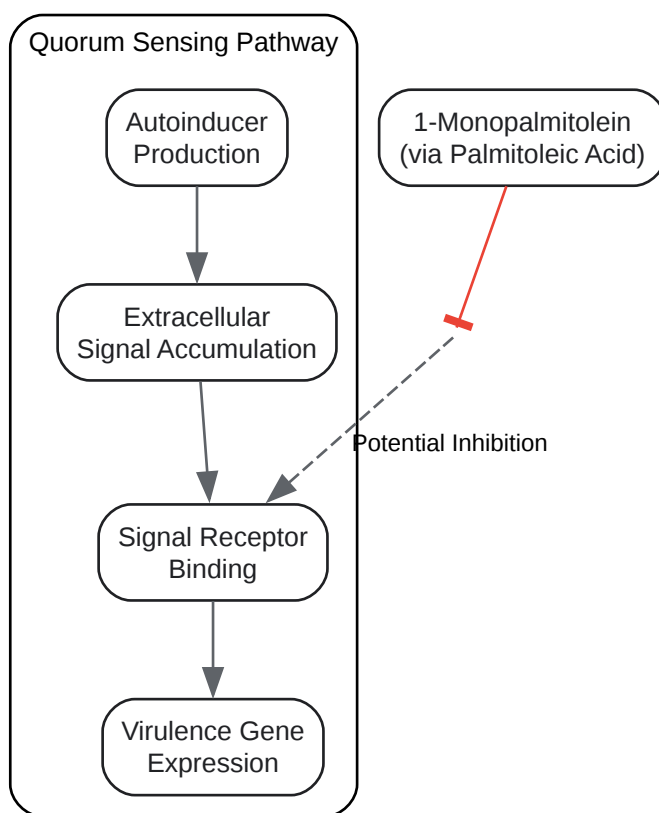 Quorum Sensing Pathway
Autoinducer
Production
1-Monopalmitolein
(via Palmitoleic Acid)
Extracellular
Signal Accumulation
Potential Inhibition
Signal Receptor
Binding
Virulence Gene
Expression